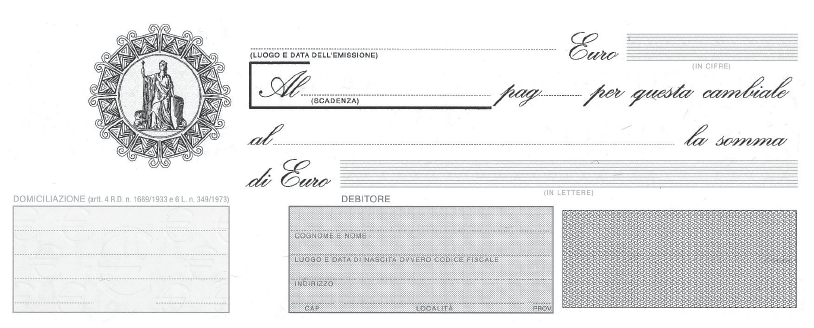 Euro
(LUOGO E DATA DELL'EMISSIONE)
(IN CIFRE)
Al pag per questa cambiale
(SCADENZA)
al la somma
di Euro
(IN LETTERE)
DOMICILIAZIONE (artt. 4 R.D. n. 1669/1933 e 6 L. n. 349/1973)
DEBITORE
COGNOME E NOME
LUOGO E DATA DI NASCITA OVVERO CODICE FISCALE
INDIRIZZO
CAP LOCALITÀ PROV.